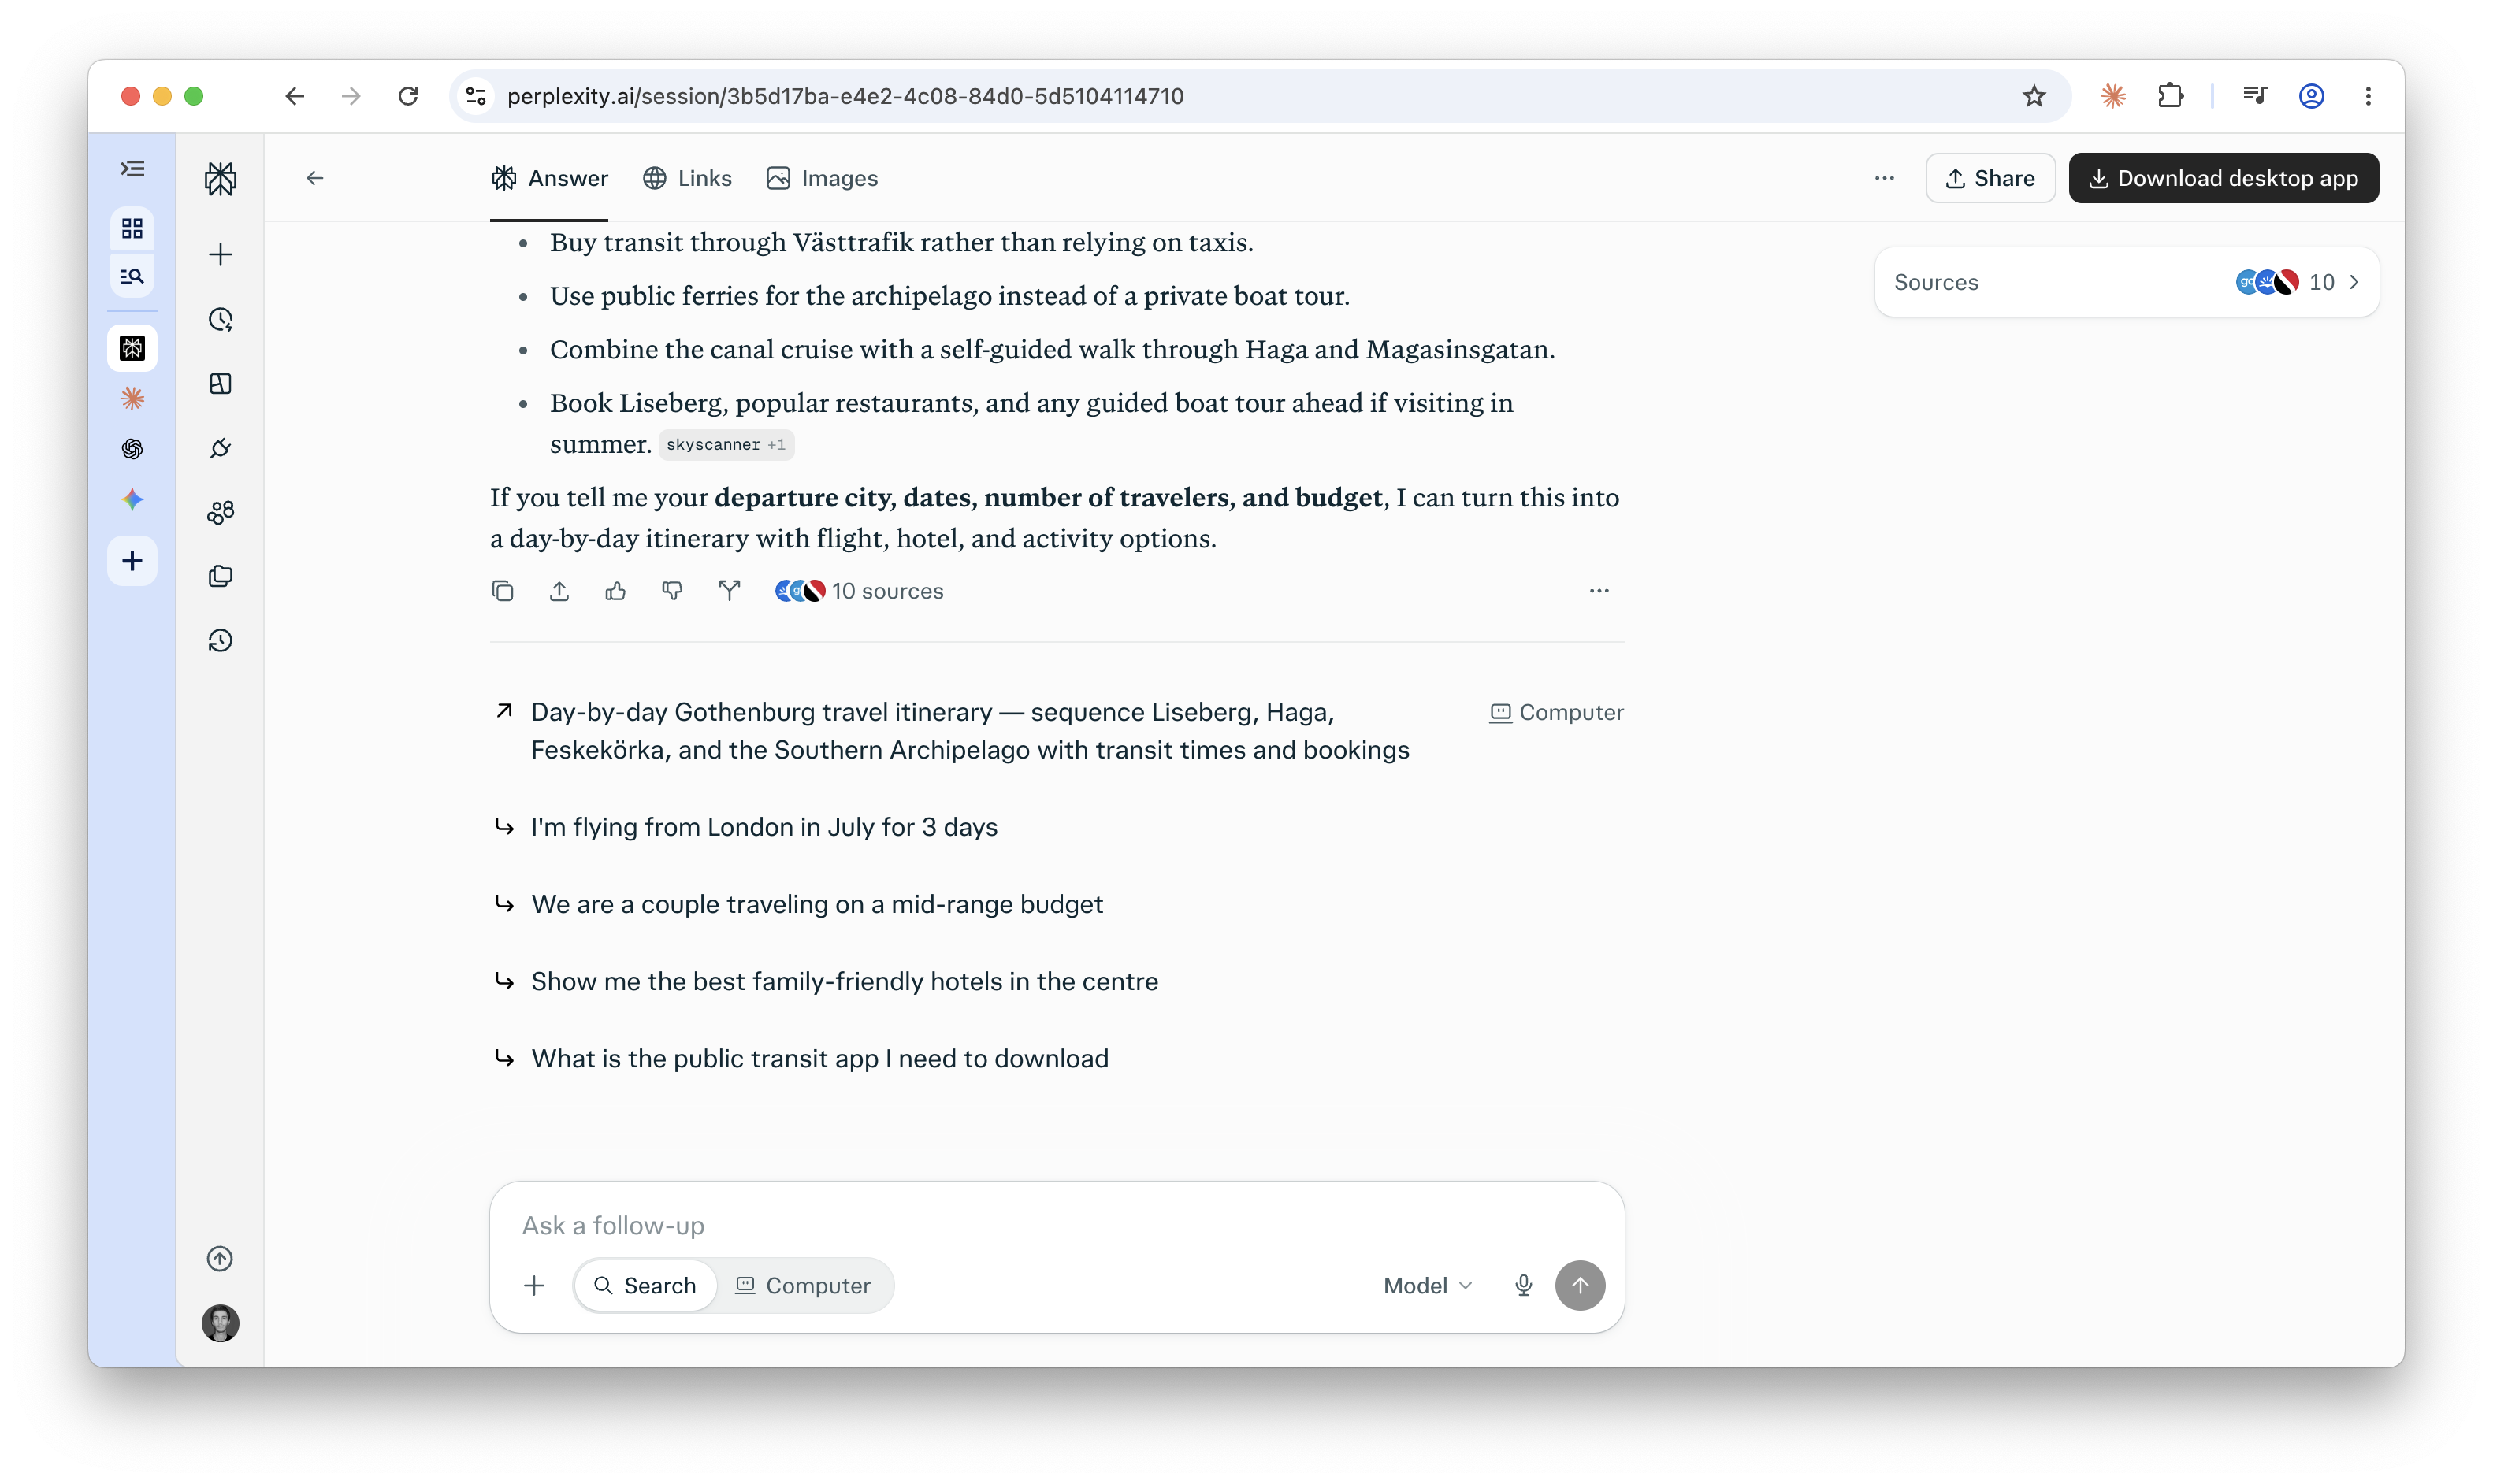 perplexity.ai/session/3b5d17ba-e4e2-4c08-84d0-5d5104114710
Answer
Links
Images
Share
Download desktop app
Buy transit through Västtrafik rather than relying on taxis.
Sources
10
Use public ferries for the archipelago instead of a private boat tour.
Combine the canal cruise with a self-guided walk through Haga and Magasinsgatan.
Book Liseberg, popular restaurants, and any guided boat tour ahead if visiting in
summer. skyscanner +1
If you tell me your departure city, dates, number of travelers, and budget, I can turn this into
a day-by-day itinerary with flight, hotel, and activity options.
10 sources
Day-by-day Gothenburg travel itinerary — sequence Liseberg, Haga,
Feskekörka, and the Southern Archipelago with transit times and bookings
Computer
I'm flying from London in July for 3 days
We are a couple traveling on a mid-range budget
Show me the best family-friendly hotels in the centre
What is the public transit app I need to download
Ask a follow-up
Search
Computer
Model